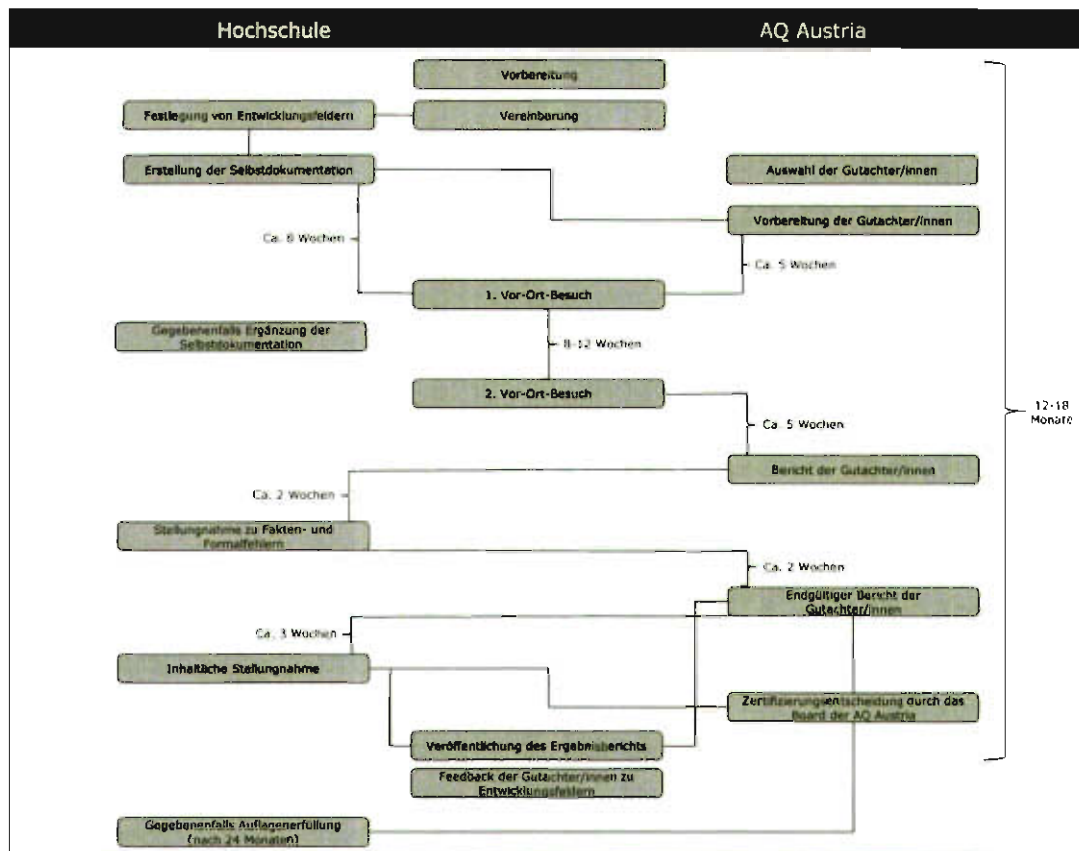 Hochschule
AQ Austria
Vorbereitung
Festlegung von Entwicklungsfeldern
Vereinbarung
Erstellung der Selbstdokumentation
Auswahl der Gutachter/innen
Vorbereitung der Gutachter/innen
Ca. 8 Wochen
Ca. 5 Wochen
1. Vor-Ort-Besuch
Gegebenenfalls Ergänzung der
Selbstdokumentation
8-12 Wochen
2. Vor-Ort-Besuch
12-18
Monate
Ca. 5 Wochen
Bericht der Gutachter/innen
Ca. 2 Wochen
Stellungnahme zu Fakten- und
Formalfehlern
Ca. 2 Wochen
Endgültiger Bericht der
Gutachter/innen
Ca. 3 Wochen
Inhaltliche Stellungnahme
Zertifizierungsentscheidung durch das
Board der AQ Austria
Veröffentlichung des Ergebnisberichts
Feedback der Gutachter/innen zu
Entwicklungsfeldern
Gegebenenfalls Auflagenerfüllung
(nach 24 Monaten)